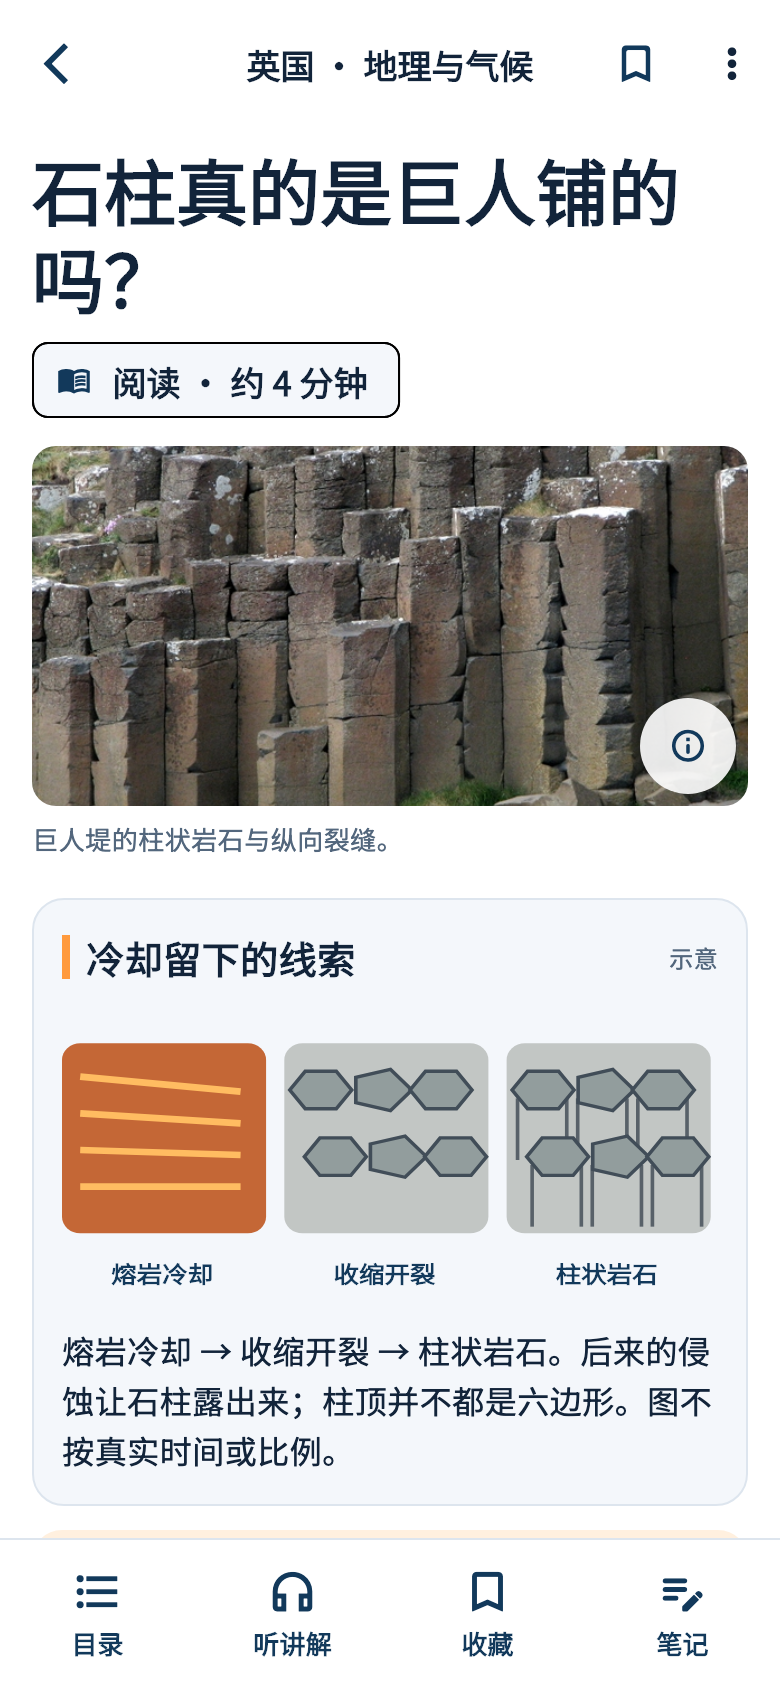 英国 · 地理与气候
石柱真的是巨人铺的
吗?
阅读 · 约 4 分钟
巨人堤的柱状岩石与纵向裂缝。
冷却留下的线索
示意
熔岩冷却
收缩开裂
柱状岩石
熔岩冷却 → 收缩开裂 → 柱状岩石。后来的侵
蚀让石柱露出来；柱顶并不都是六边形。图不
按真实时间或比例。
目录
听讲解
收藏
笔记